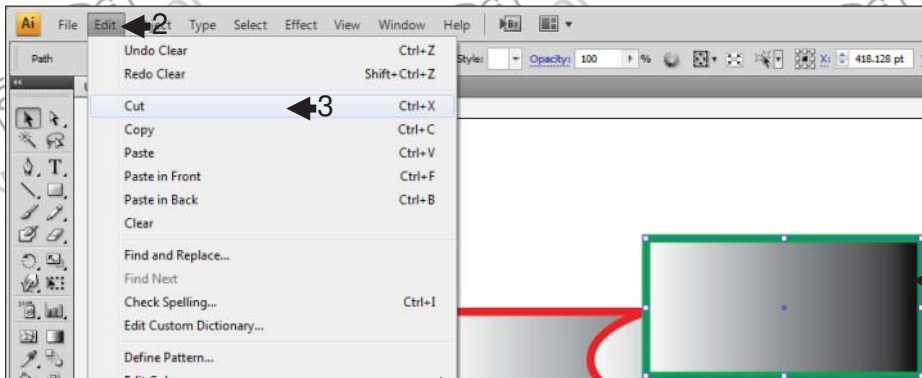 Ai File Edit 2 Type Select Effect View Window Help Br
Path Style: Opacity: 100 % X: 418.128 pt
Undo Clear Ctrl+Z
Redo Clear Shift+Ctrl+Z
Cut 3 Ctrl+X
Copy Ctrl+C
Paste Ctrl+V
Paste in Front Ctrl+F
Paste in Back Ctrl+B
Clear
Find and Replace...
Find Next
Check Spelling... Ctrl+I
Edit Custom Dictionary...
Define Pattern...